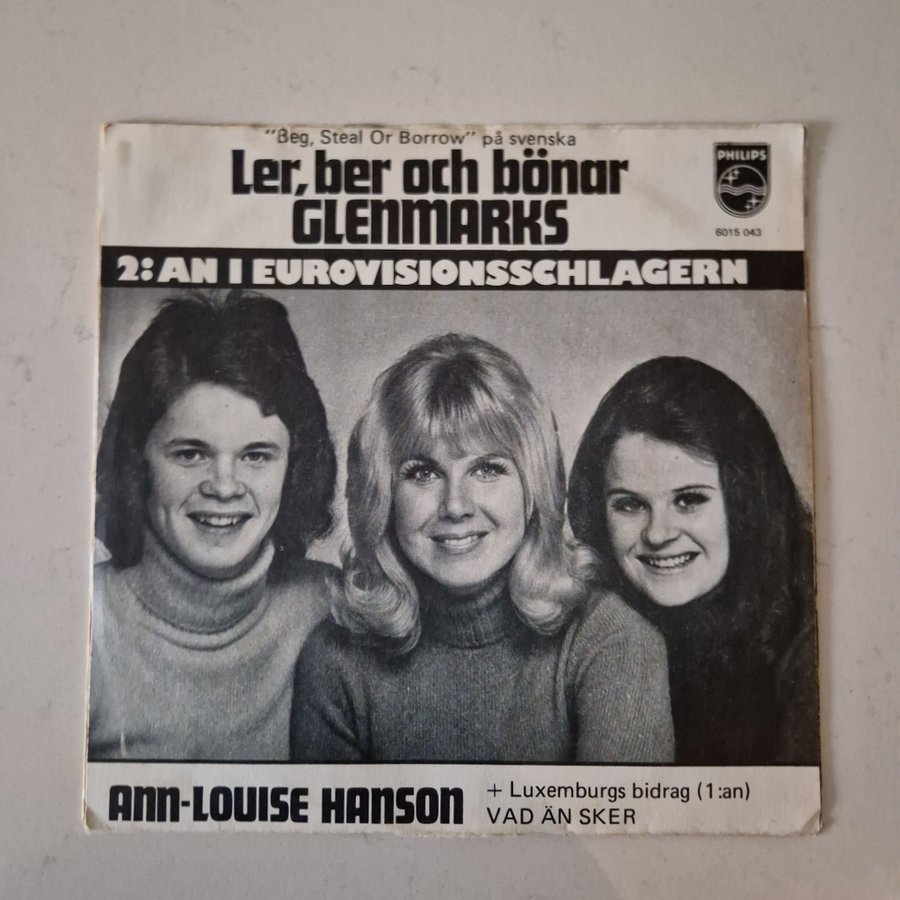 "Beg, Steal Or Borrow" på svenska
Ler, ber och bönar
GLENMARKS
PHILIPS
6015 043
2:AN I EUROVISIONSSCHLAGERN
ANN-LOUISE HANSON
+ Luxemburgs bidrag (1:an)
VAD ÄN SKER